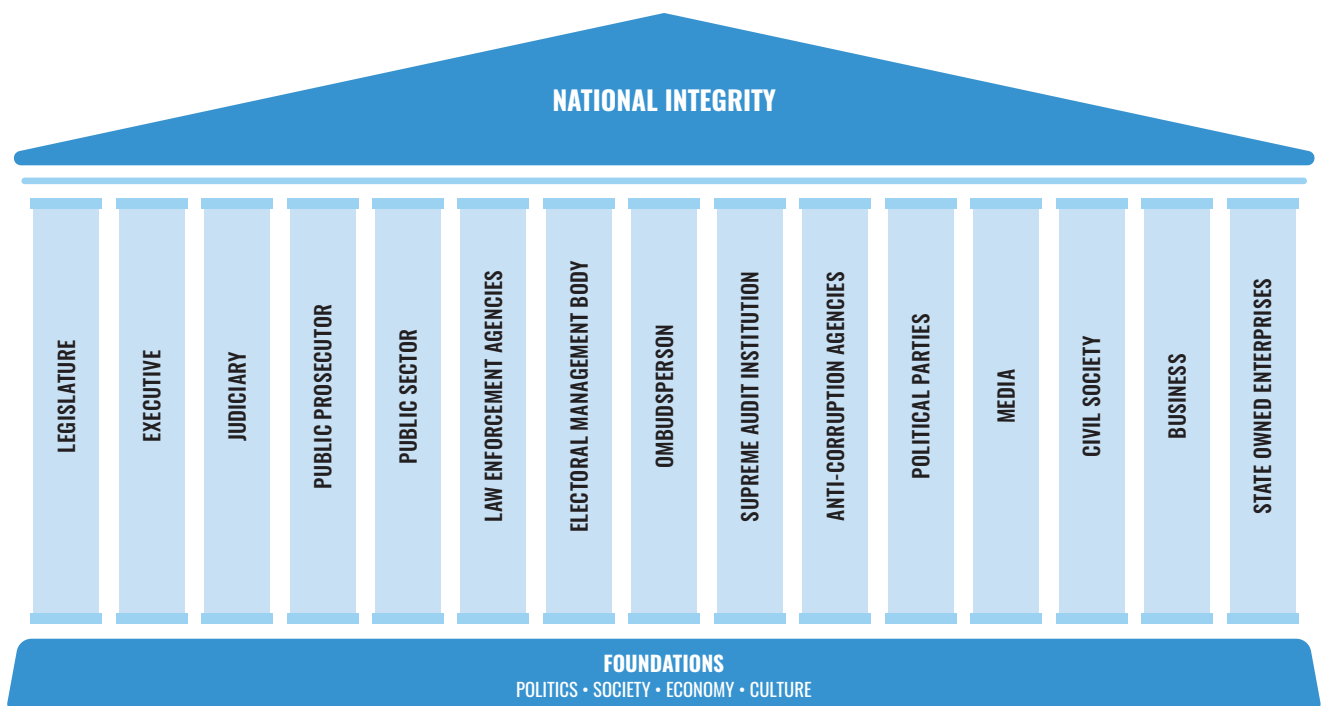 NATIONAL INTEGRITY
LEGISLATURE
EXECUTIVE
JUDICIARY
PUBLIC PROSECUTOR
PUBLIC SECTOR
LAW ENFORCEMENT AGENCIES
ELECTORAL MANAGEMENT BODY
OMBUDSPERSON
SUPREME AUDIT INSTITUTION
ANTI-CORRUPTION AGENCIES
POLITICAL PARTIES
MEDIA
CIVIL SOCIETY
BUSINESS
STATE OWNED ENTERPRISES
FOUNDATIONS
POLITICS • SOCIETY • ECONOMY • CULTURE